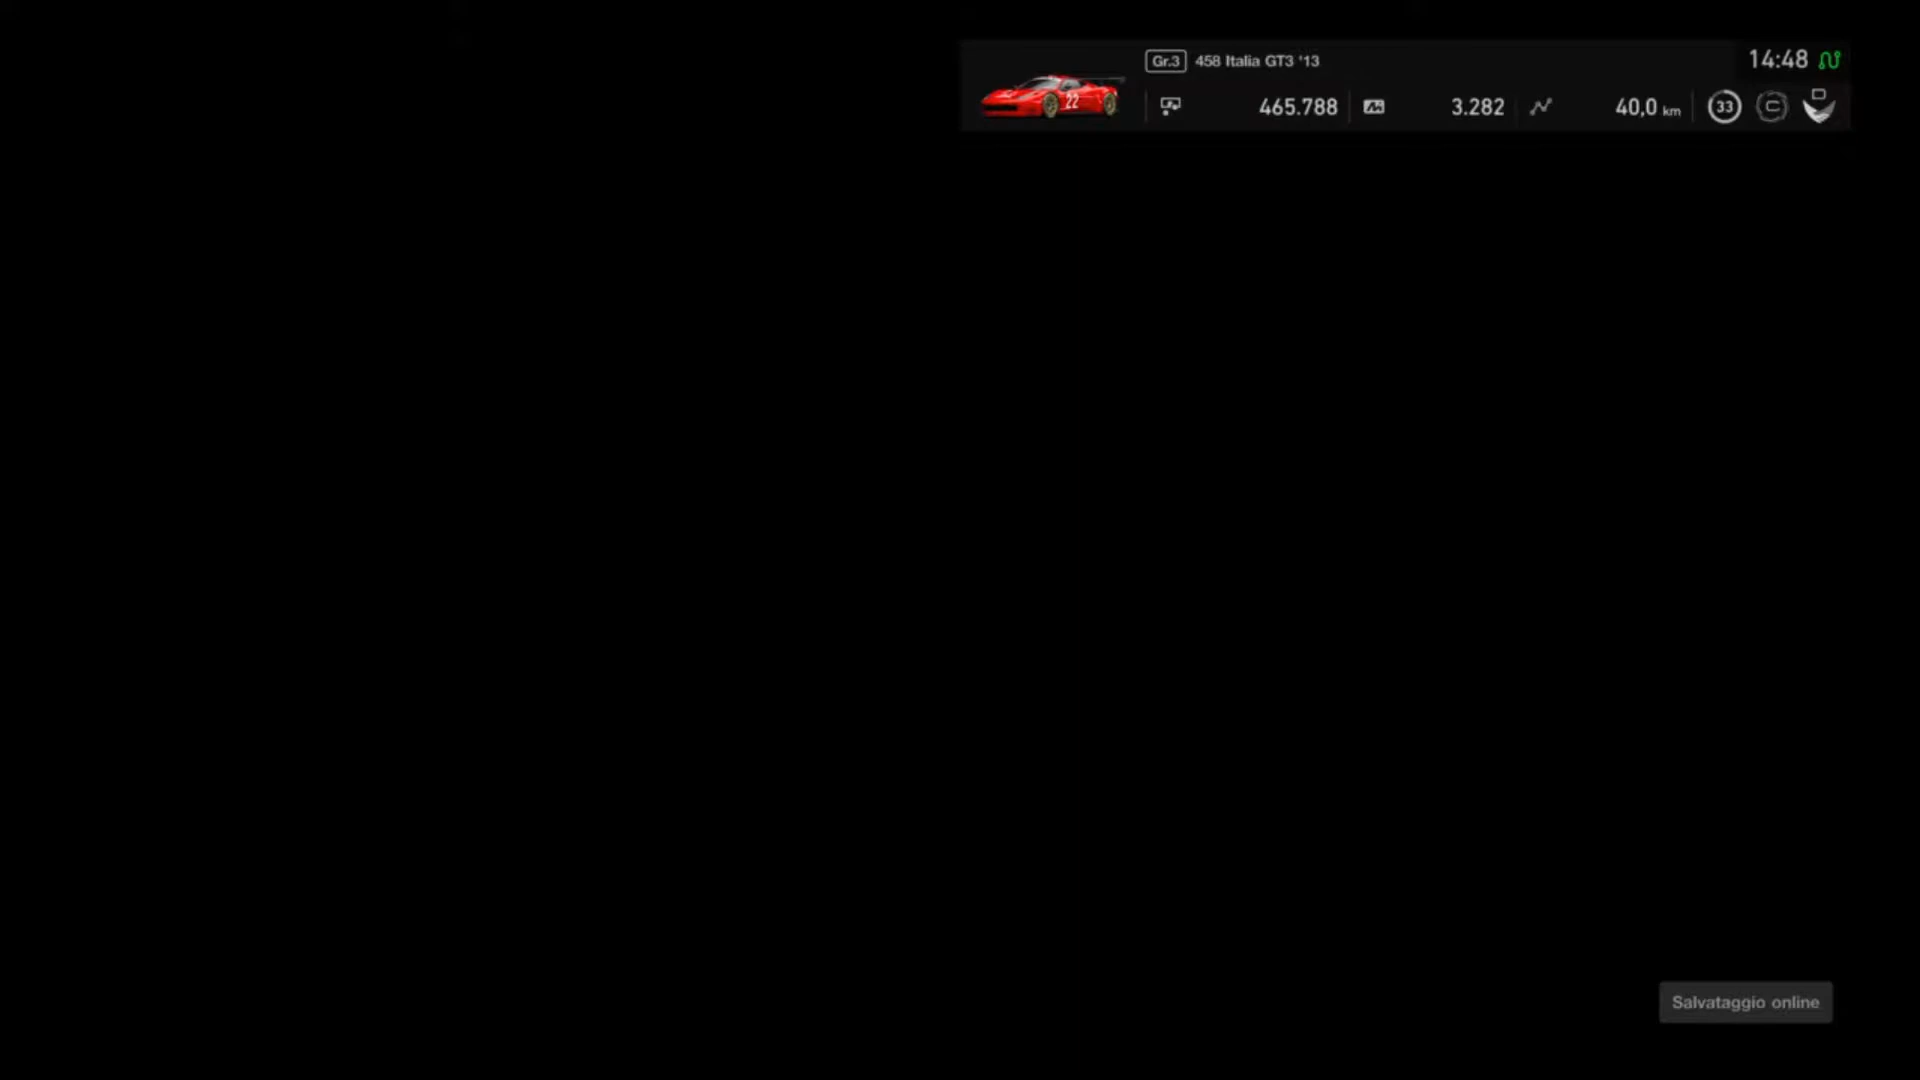 Gr.3 458 Italia GT3 '13
14:48
22
465.788 3.282 40,0 km 33 C D
Salvataggio online